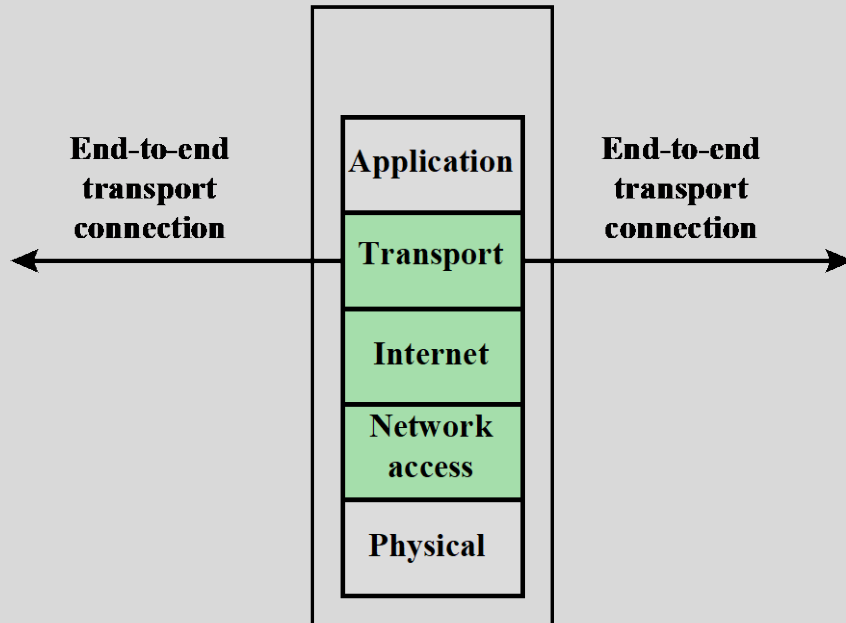 End-to-end
transport
connection
Application
Transport
Internet
Network
access
Physical
End-to-end
transport
connection